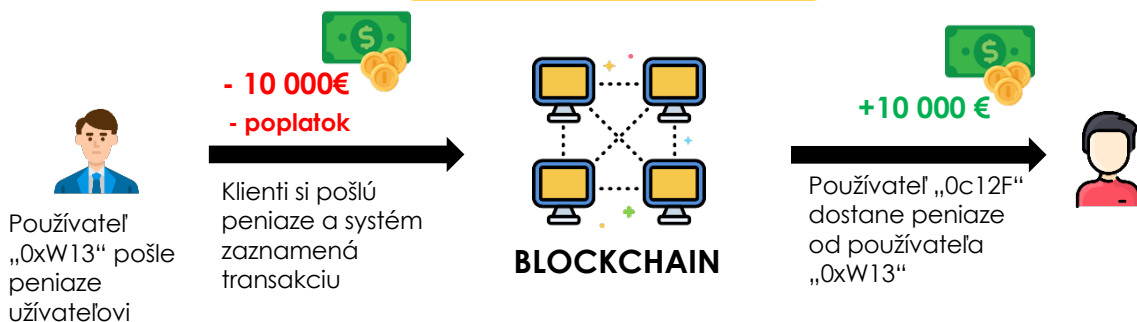 - 10 000€
- poplatok
+10 000 €
Používateľ
„0xW13“ pošle
peniaze
užívateľovi
Klienti si pošlú
peniaze a systém
zaznamená
transakciu
BLOCKCHAIN
Používateľ „0c12F“
dostane peniaze
od používateľa
„0xW13“